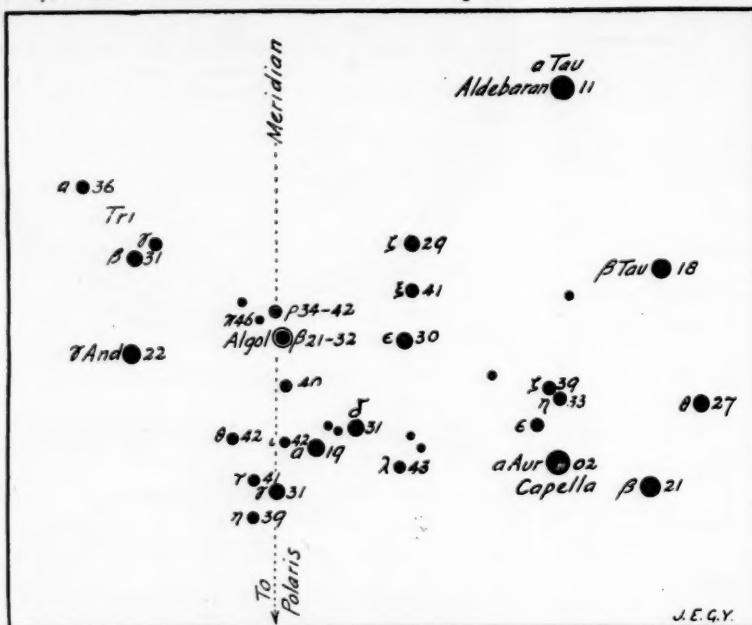 Meridian
α Tau
Aldebaran 11
α 36
Tri
γ
β 31
ζ 29
β Tau 18
ξ 41
ρ 34-42
π 46
Algol β 21-32
ε 30
γ And 22
40
ζ 39
η 33
θ 27
δ
31
ε
θ 42
ι 42
α 19
λ 43
α Aur 02
Capella
β 21
τ 41
γ 31
η 39
To
Polaris
J.E.G.Y.